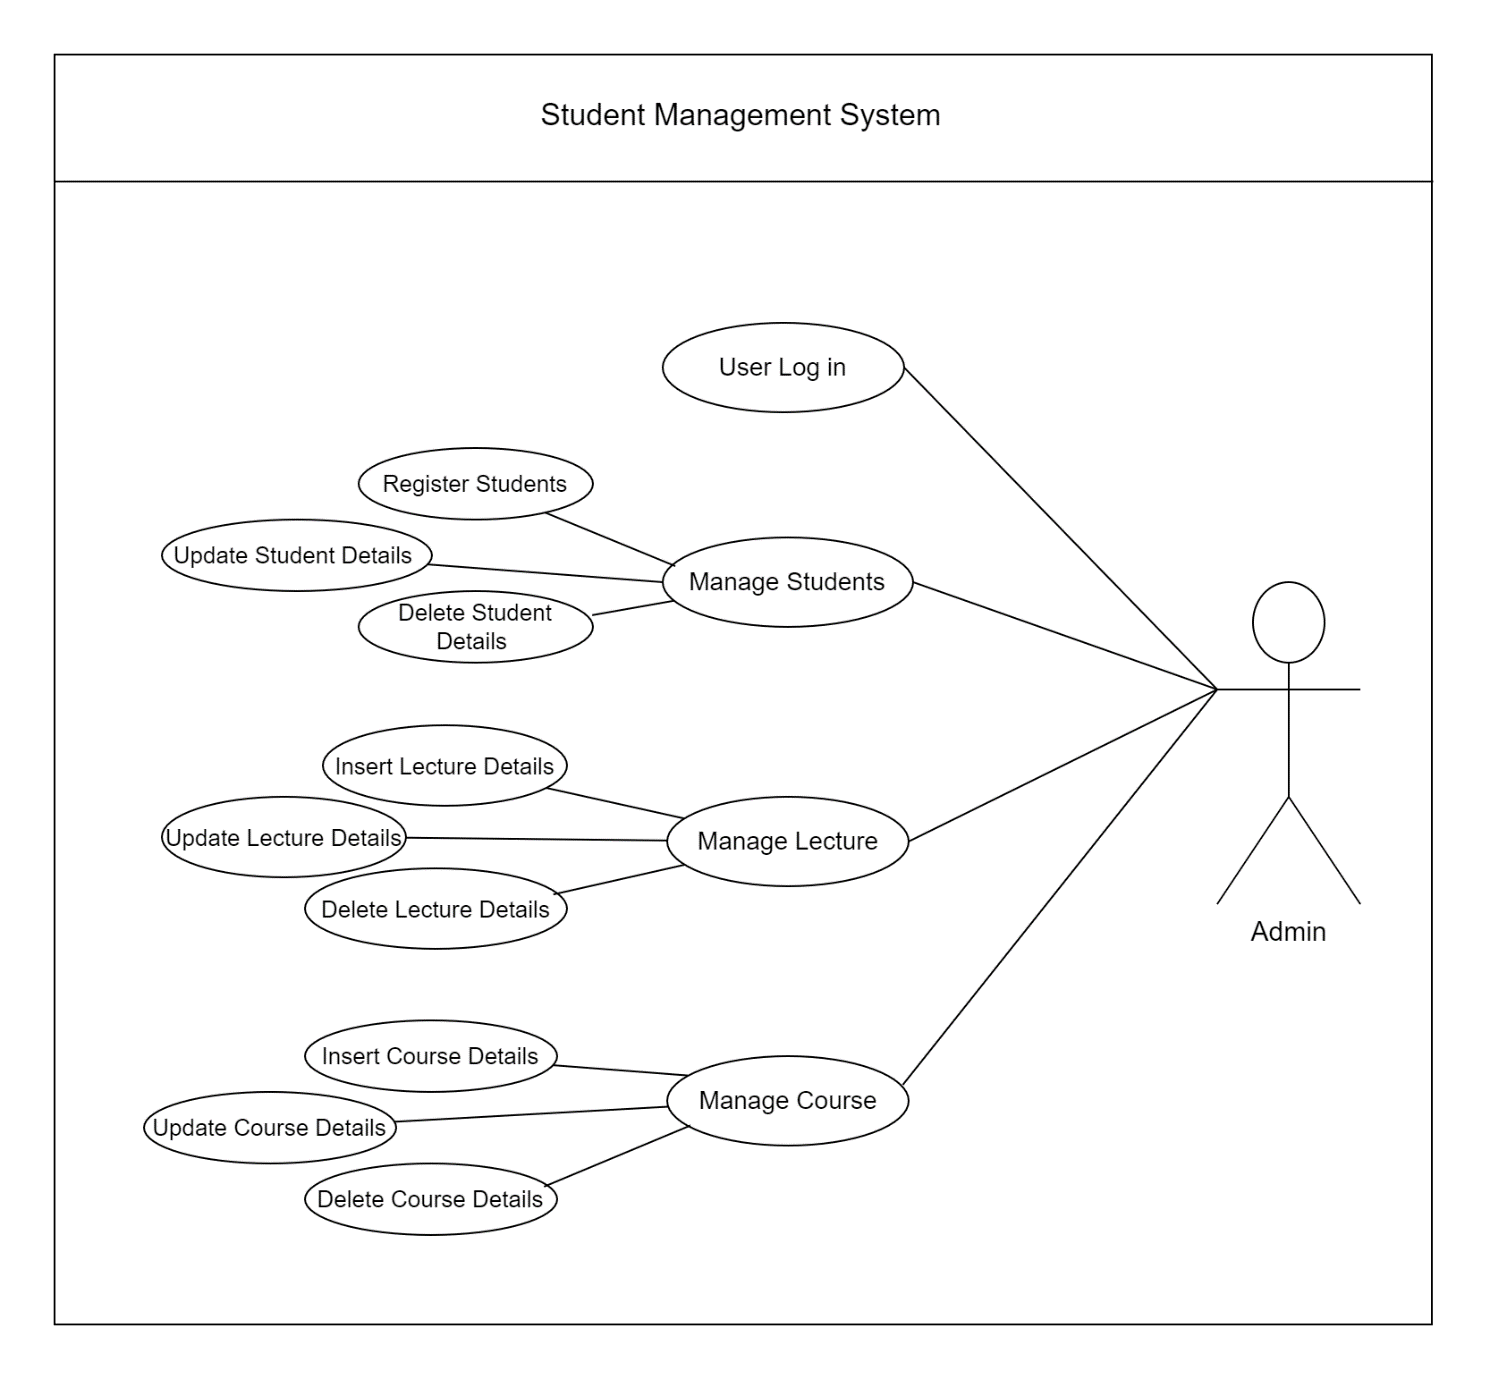 Student Management System
User Log in
Register Students
Update Student Details
Delete Student
Details
Manage Students
Insert Lecture Details
Update Lecture Details
Delete Lecture Details
Manage Lecture
Admin
Insert Course Details
Update Course Details
Delete Course Details
Manage Course